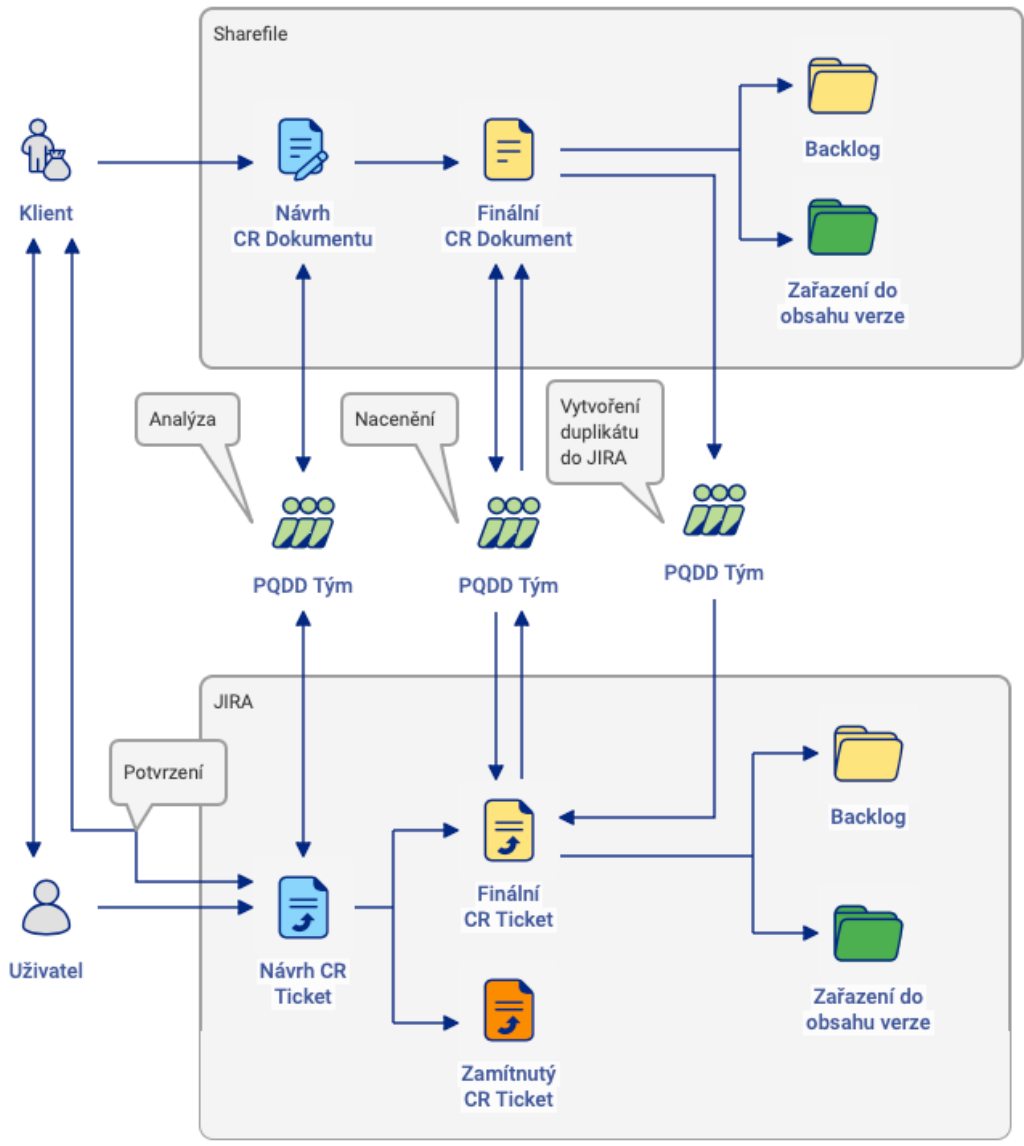 Sharefile
Backlog
Klient
Návrh
CR Dokumentu
Finální
CR Dokument
Zařazení do
obsahu verze
Analýza
Nacenění
Vytvoření
duplikátu
do JIRA
PQDD Tým
PQDD Tým
PQDD Tým
JIRA
Potvrzení
Backlog
Finální
CR Ticket
Uživatel
Návrh CR
Ticket
Zařazení do
obsahu verze
Zamítnutý
CR Ticket